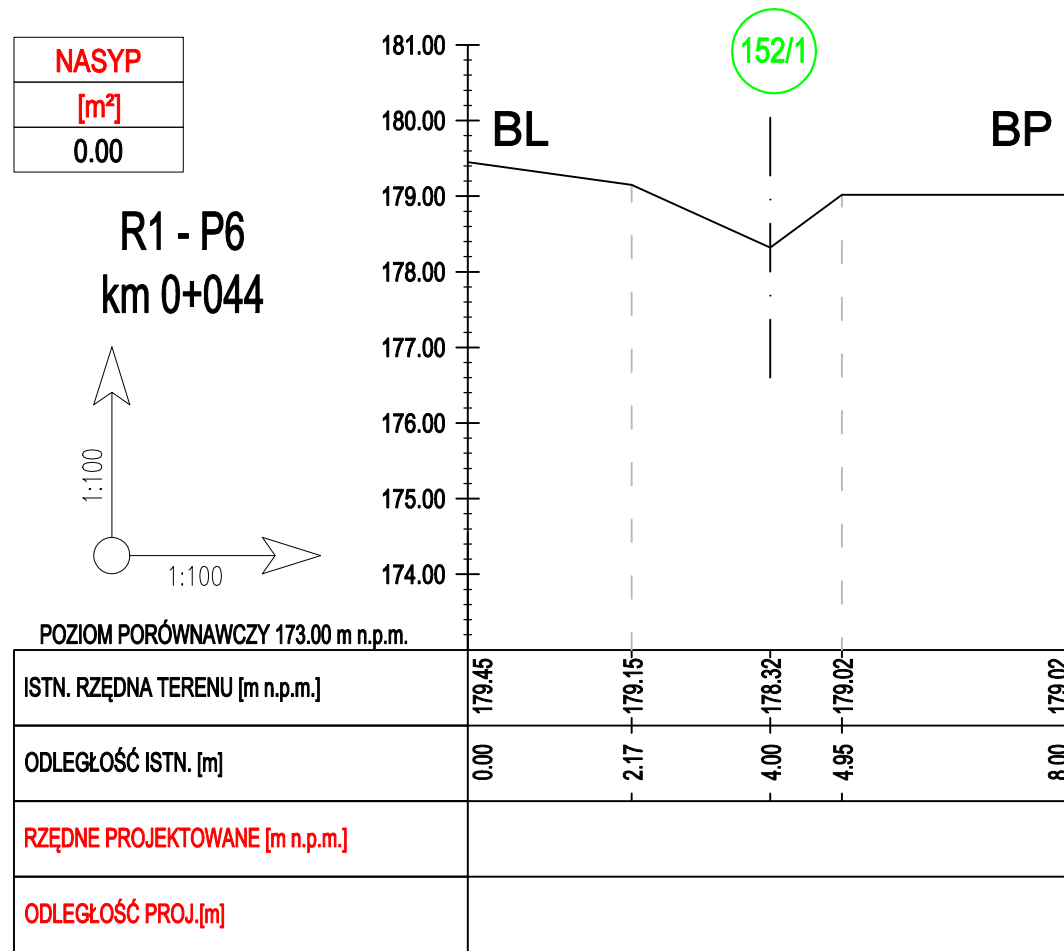 NASYP
[m²]
0.00
R1 - P6
km 0+044
1:100
1:100
181.00
180.00
179.00
178.00
177.00
176.00
175.00
174.00
152/1
BL
BP
POZIOM PORÓWNAWCZY 173.00 m n.p.m.
ISTN. RZĘDNA TERENU [m n.p.m.]
179.45
179.15
178.32
179.02
179.02
ODLEGŁOŚĆ ISTN. [m]
0.00
2.17
4.00
4.95
8.00
RZĘDNE PROJEKTOWANE [m n.p.m.]
ODLEGŁOŚĆ PROJ.[m]